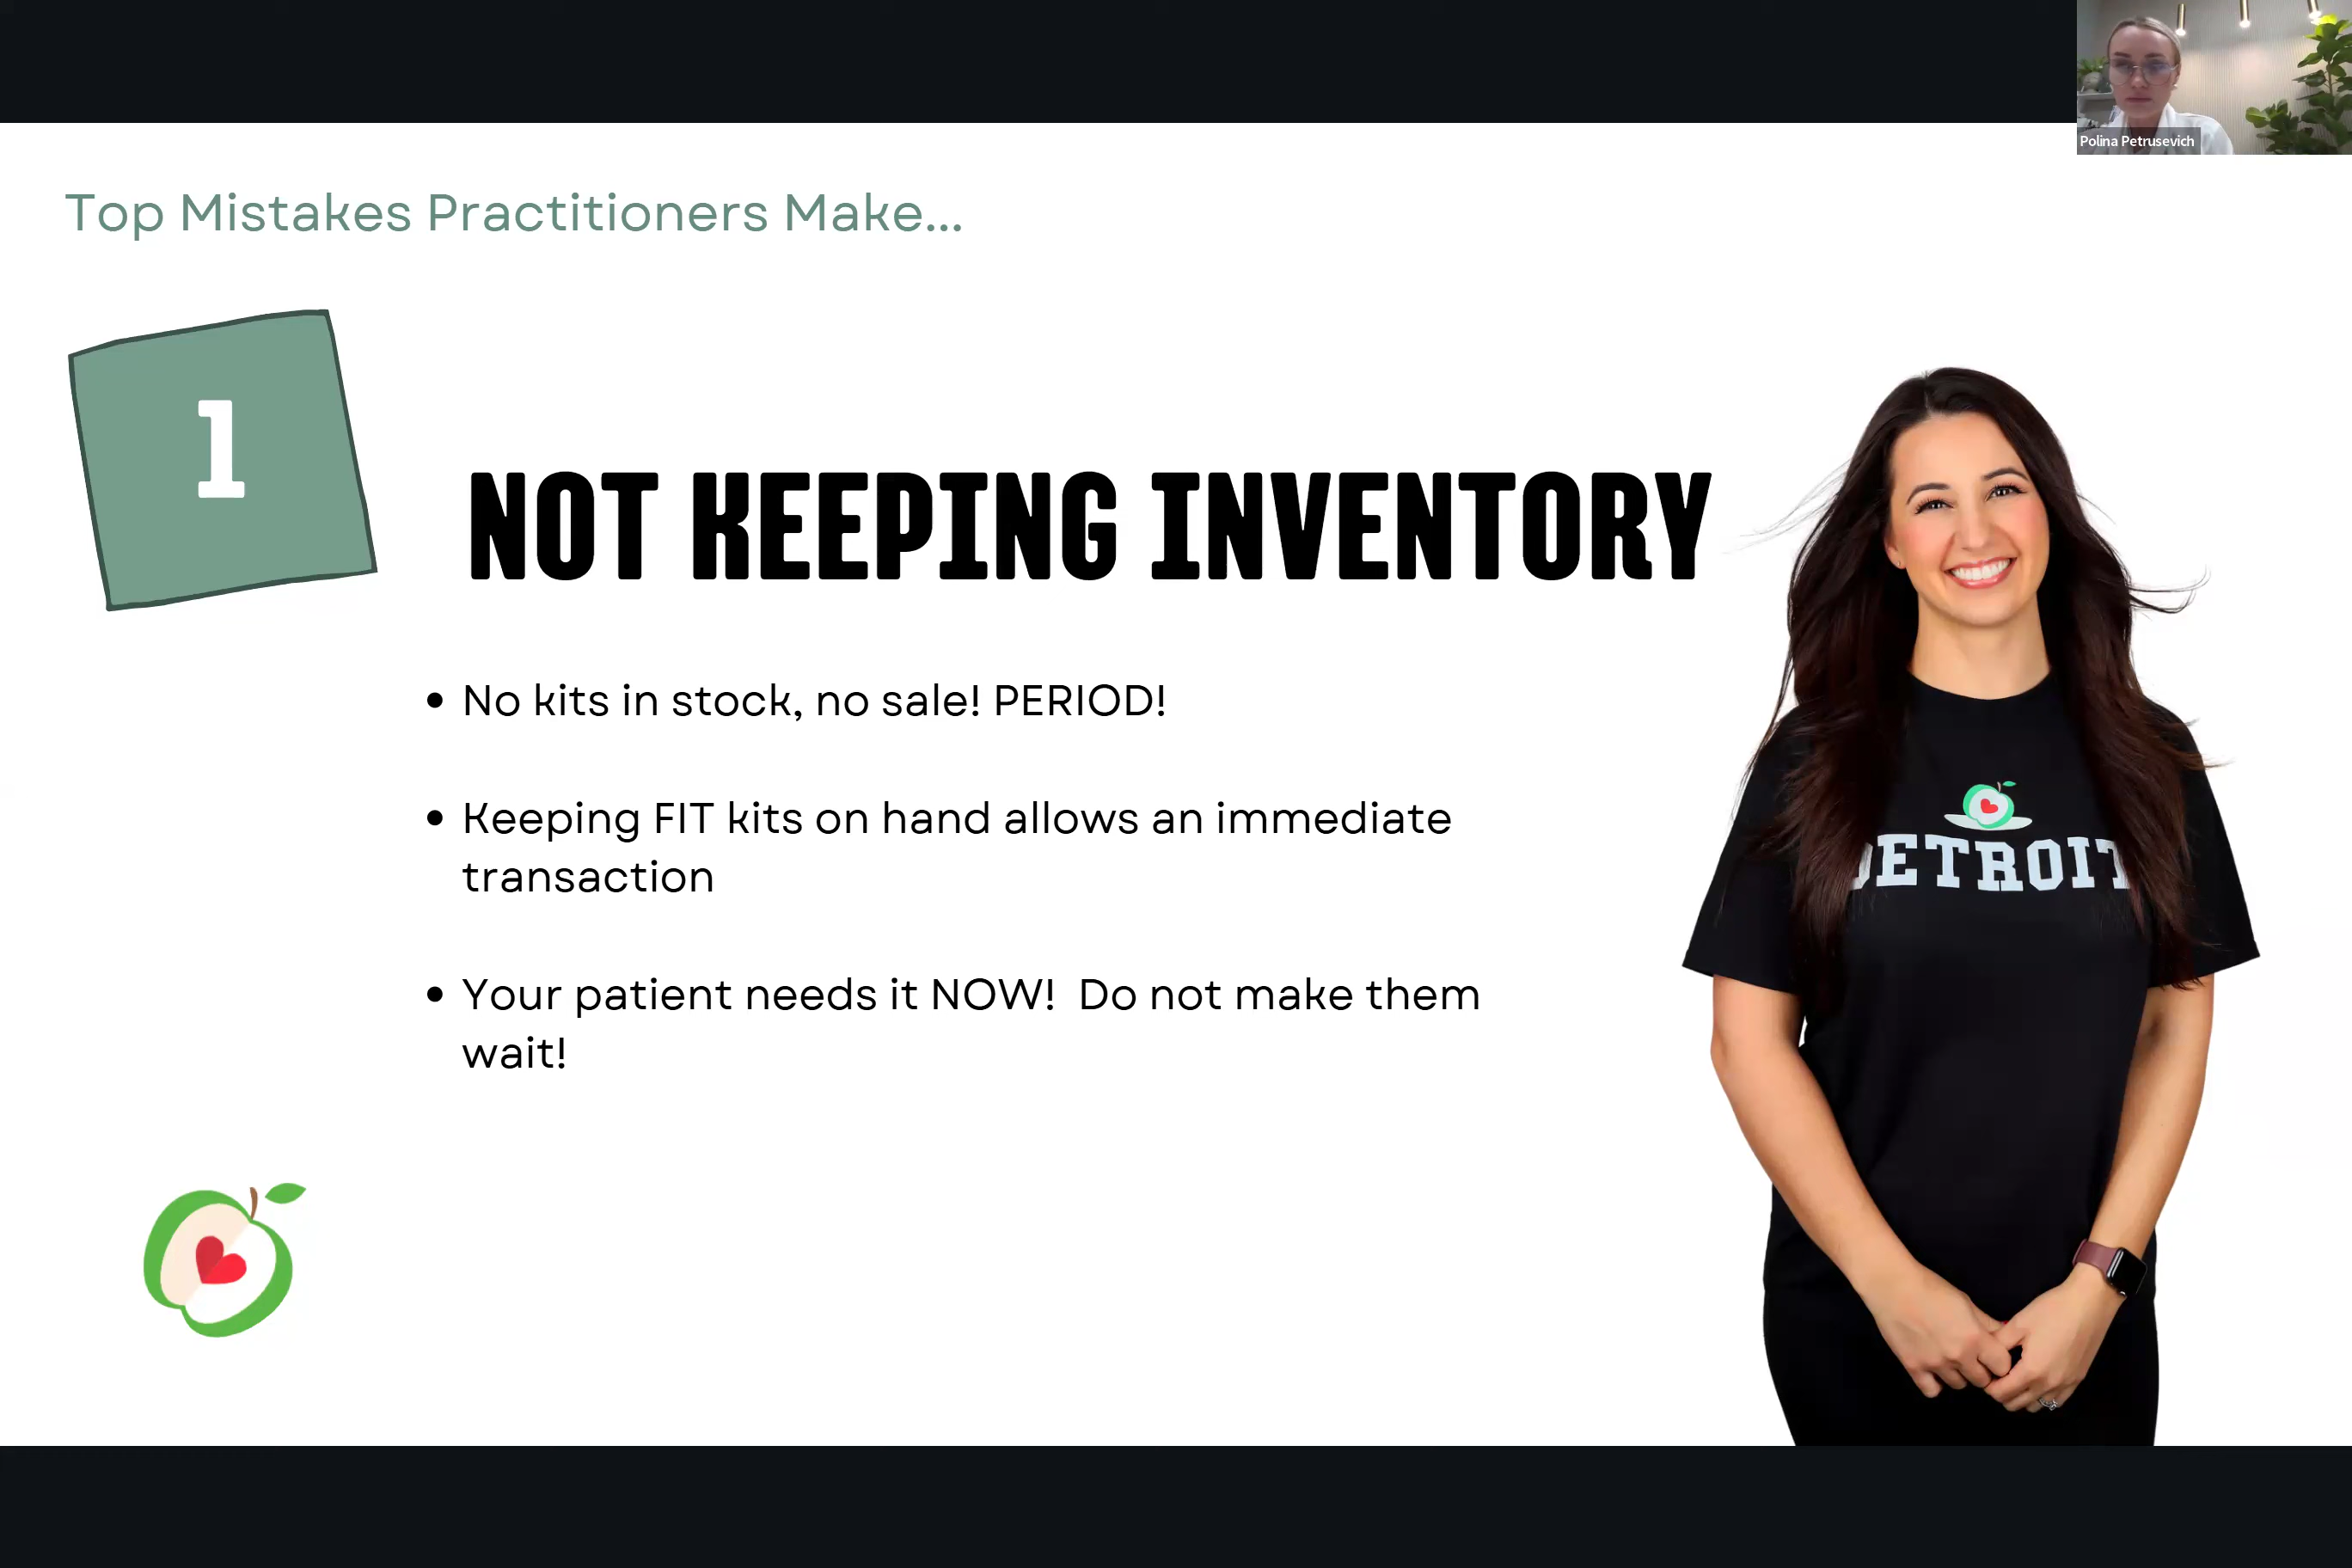 Polina Petrusevich
Top Mistakes Practitioners Make...
1
NOT KEEPING INVENTORY
• No kits in stock, no sale! PERIOD!
• Keeping FIT kits on hand allows an immediate
transaction
• Your patient needs it NOW!  Do not make them
wait!
DETROIT